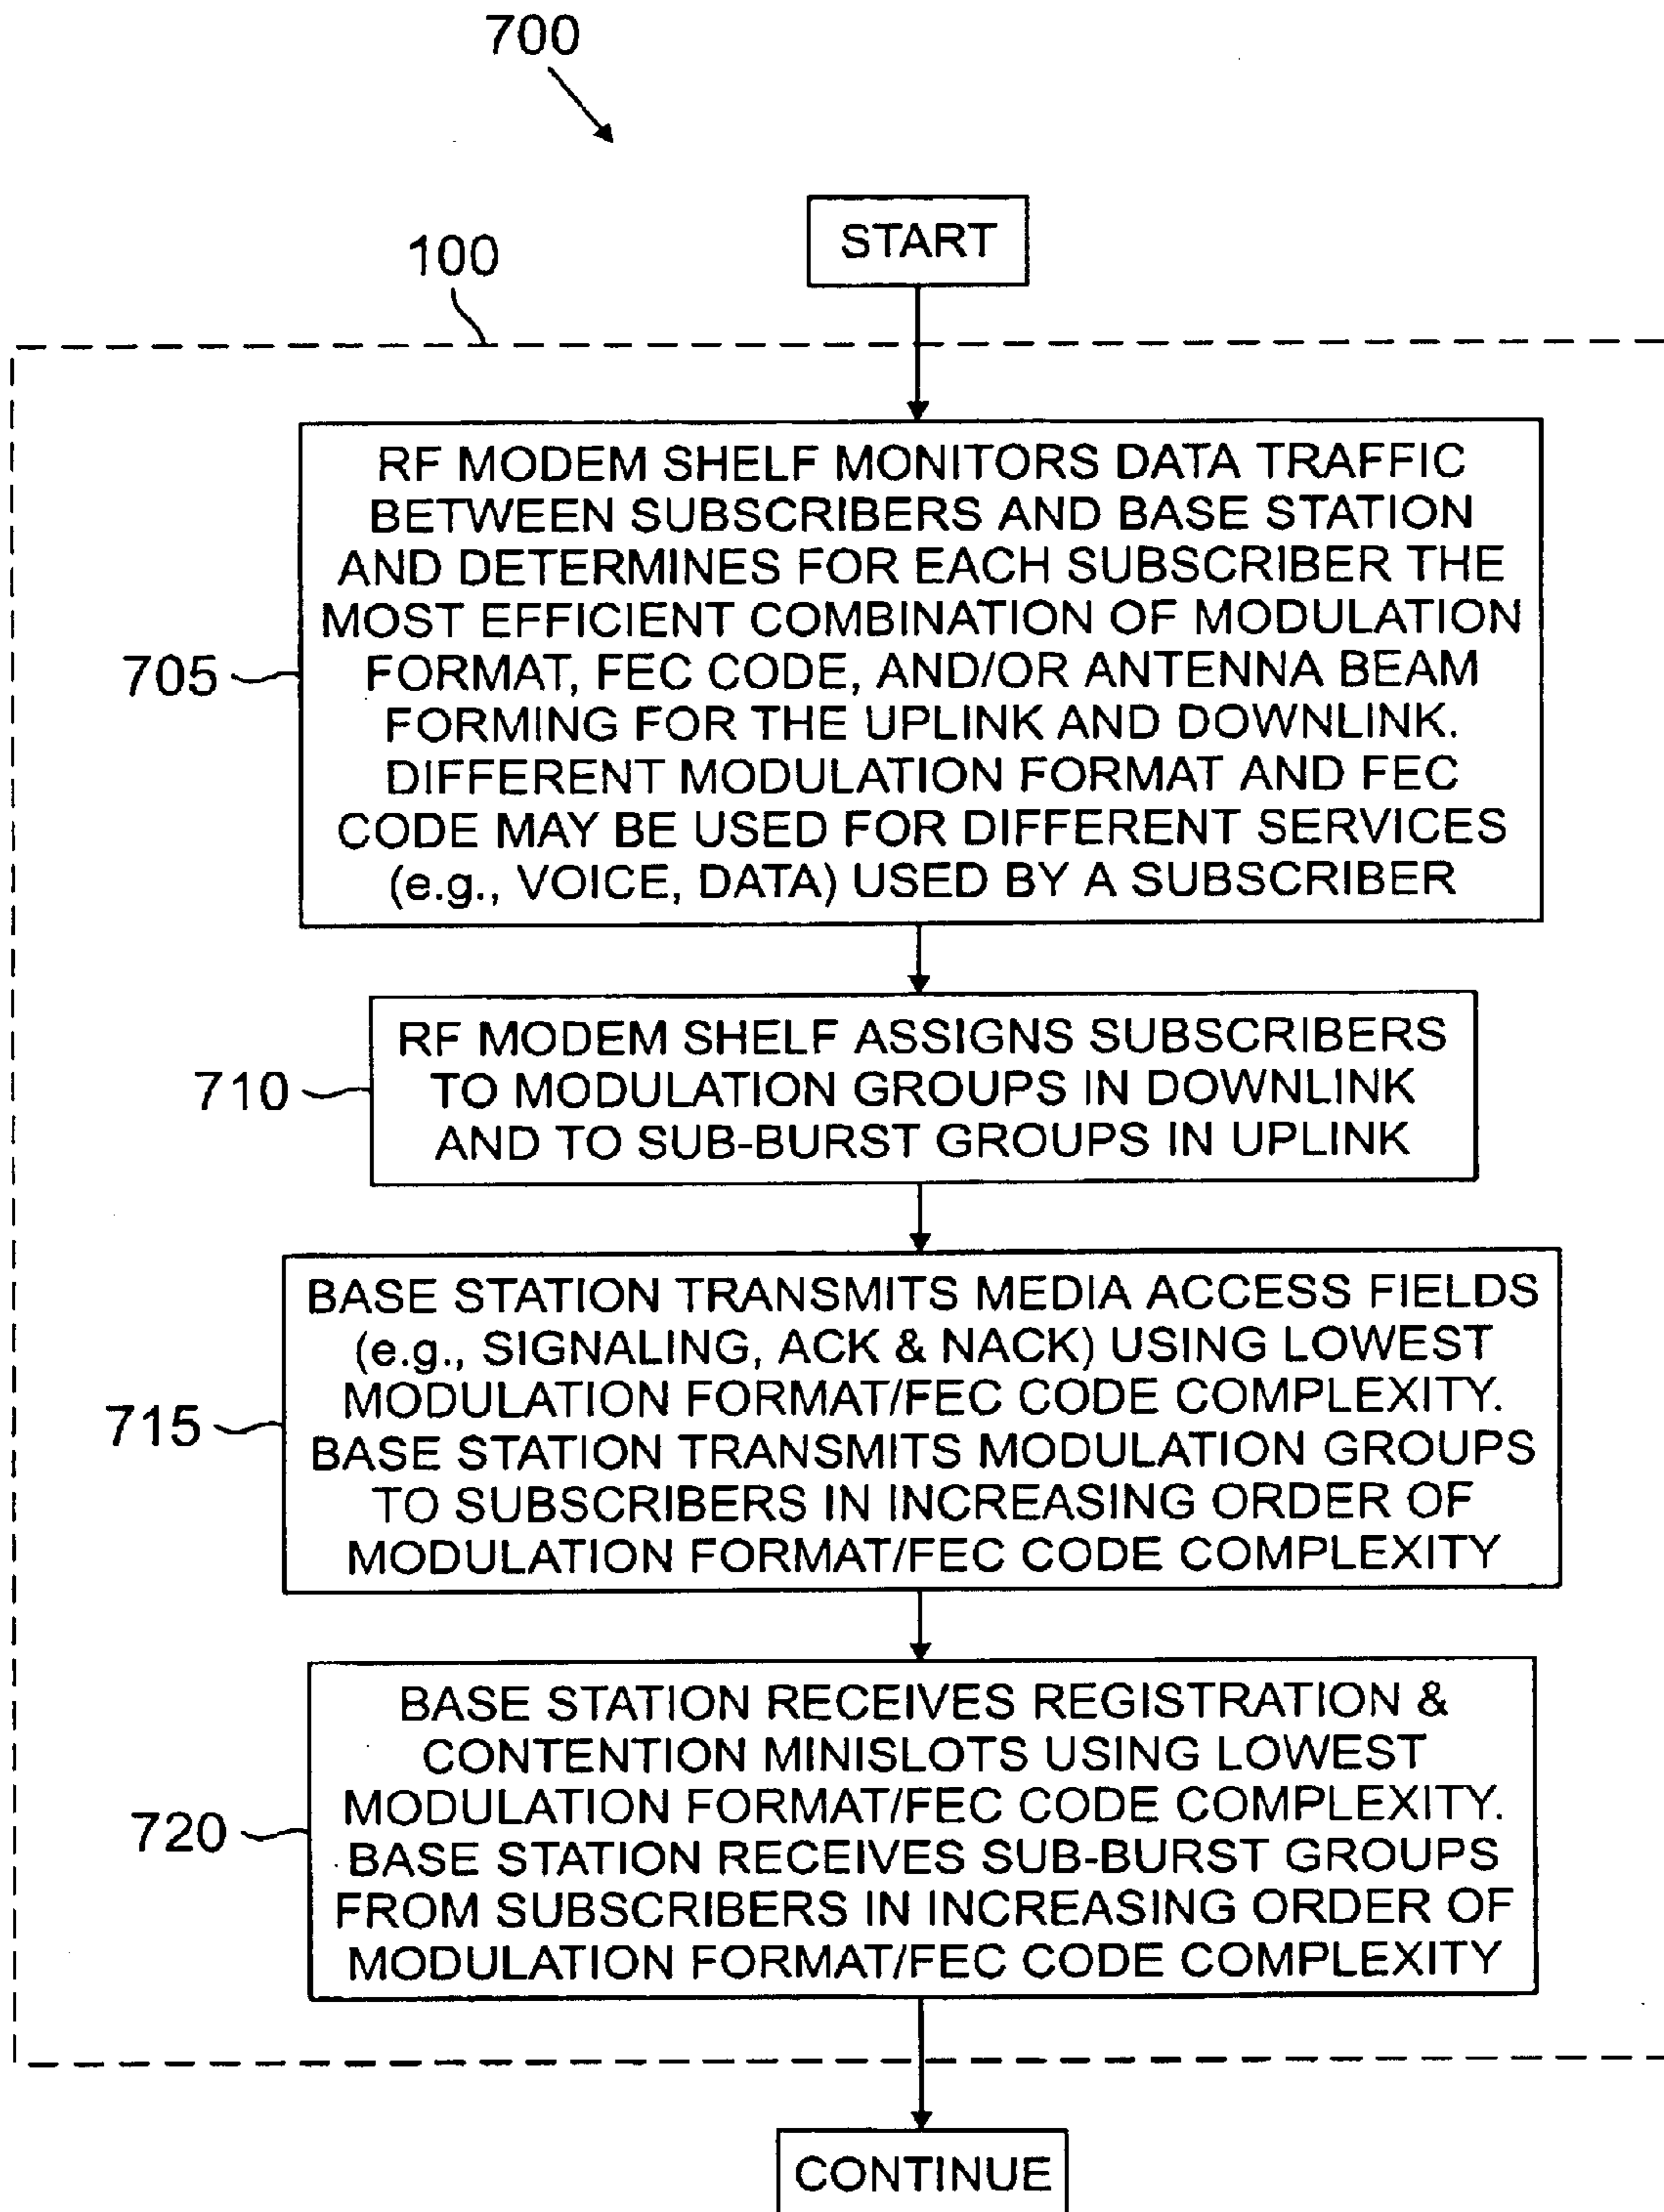 700
START
100
RF MODEM SHELF MONITORS DATA TRAFFIC
BETWEEN SUBSCRIBERS AND BASE STATION
AND DETERMINES FOR EACH SUBSCRIBER THE
MOST EFFICIENT COMBINATION OF MODULATION
FORMAT, FEC CODE, AND/OR ANTENNA BEAM
FORMING FOR THE UPLINK AND DOWNLINK.
DIFFERENT MODULATION FORMAT AND FEC
CODE MAY BE USED FOR DIFFERENT SERVICES
(e.g., VOICE, DATA) USED BY A SUBSCRIBER
705
RF MODEM SHELF ASSIGNS SUBSCRIBERS
TO MODULATION GROUPS IN DOWNLINK
AND TO SUB-BURST GROUPS IN UPLINK
710
BASE STATION TRANSMITS MEDIA ACCESS FIELDS
(e.g., SIGNALING, ACK & NACK) USING LOWEST
MODULATION FORMAT/FEC CODE COMPLEXITY.
BASE STATION TRANSMITS MODULATION GROUPS
TO SUBSCRIBERS IN INCREASING ORDER OF
MODULATION FORMAT/FEC CODE COMPLEXITY
715
BASE STATION RECEIVES REGISTRATION &
CONTENTION MINISLOTS USING LOWEST
MODULATION FORMAT/FEC CODE COMPLEXITY.
BASE STATION RECEIVES SUB-BURST GROUPS
FROM SUBSCRIBERS IN INCREASING ORDER OF
MODULATION FORMAT/FEC CODE COMPLEXITY
720
CONTINUE